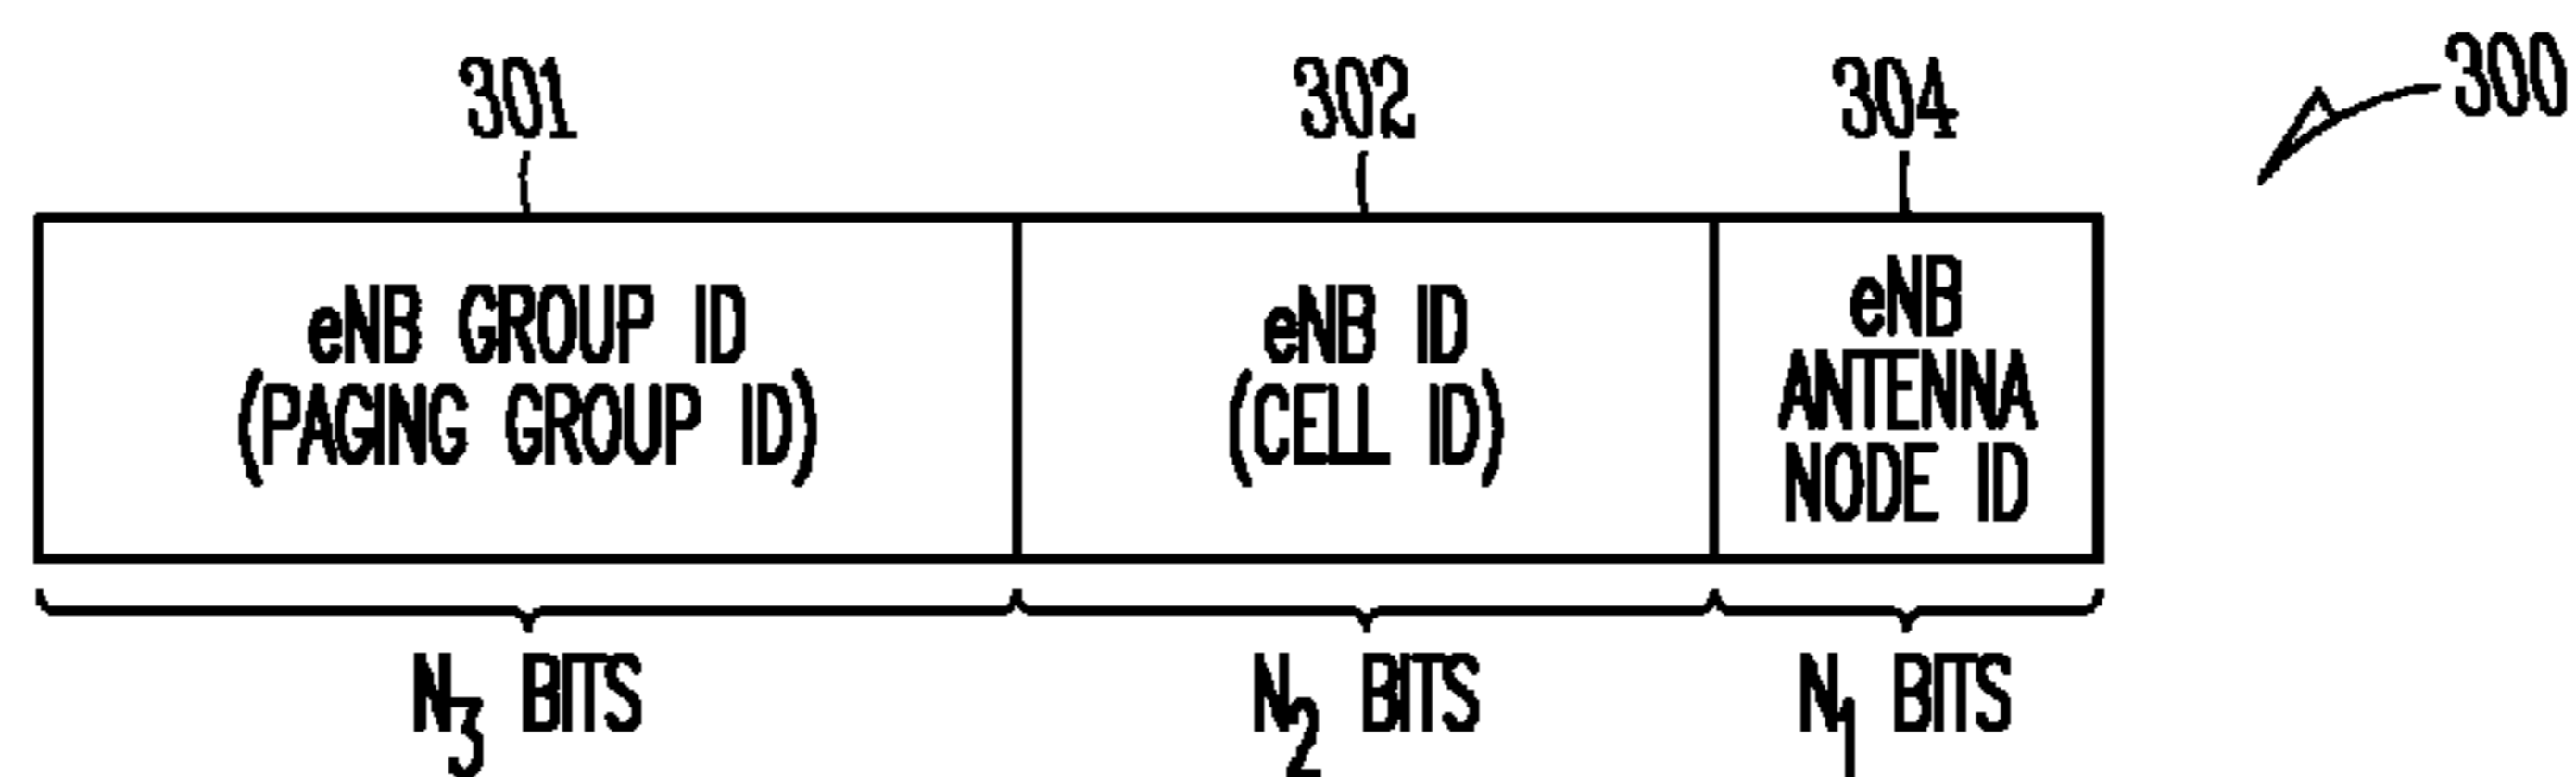 301 302 304 300
eNB GROUP ID
(PAGING GROUP ID)
eNB ID
(CELL ID)
eNB
ANTENNA
NODE ID
N3 BITS N2 BITS N1 BITS